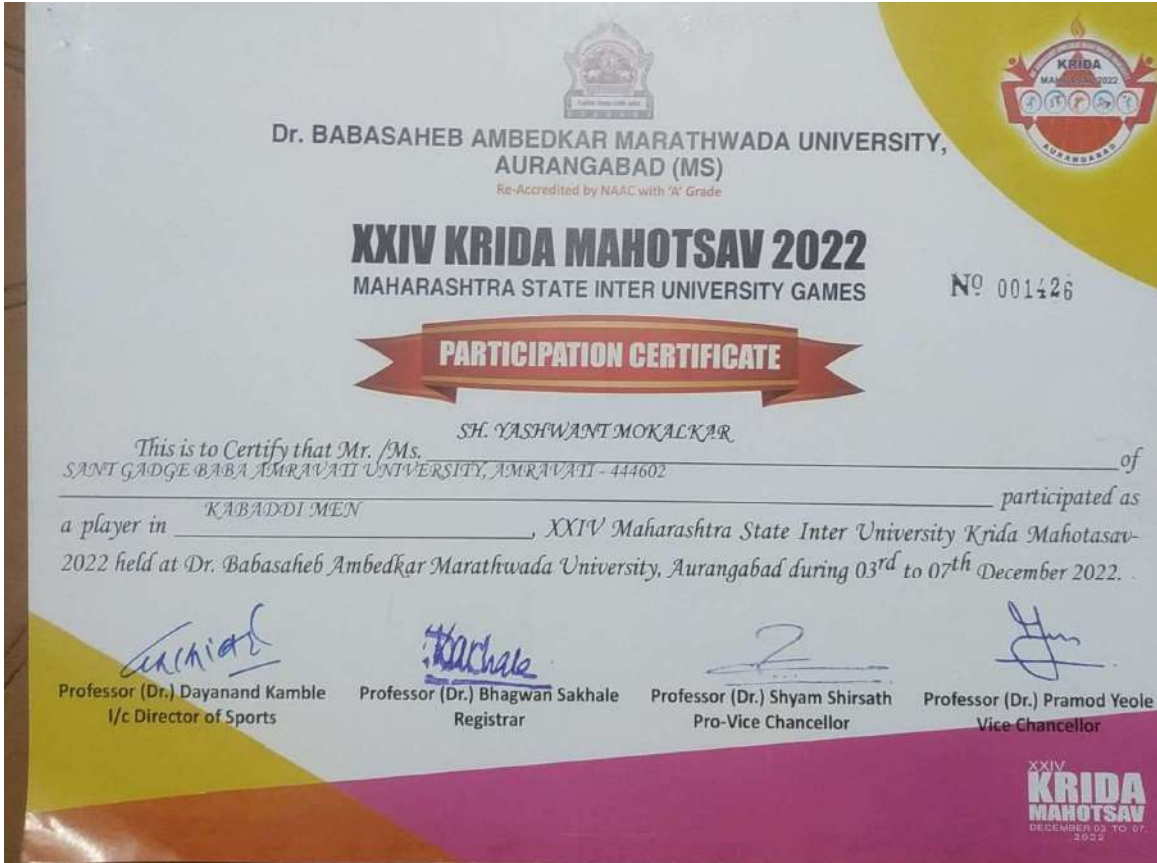 KRIDA
MAHOTSAV 2022
AURANGABAD
Dr. BABASAHEB AMBEDKAR MARATHWADA UNIVERSITY,
AURANGABAD (MS)
Re-Accredited by NAAC with 'A' Grade
XXIV KRIDA MAHOTSAV 2022
MAHARASHTRA STATE INTER UNIVERSITY GAMES
Nº 001426
PARTICIPATION CERTIFICATE
SH. YASHWANT MOKALKAR
This is to Certify that Mr. /Ms. of
SANT GADGE BABA AMRAVATI UNIVERSITY, AMRAVATI - 444602
participated as
KABADDI MEN
a player in , XXIV Maharashtra State Inter University Krida Mahotasav-
2022 held at Dr. Babasaheb Ambedkar Marathwada University, Aurangabad during 03rd to 07th December 2022.
Professor (Dr.) Dayanand Kamble
I/c Director of Sports
Professor (Dr.) Bhagwan Sakhale
Registrar
Professor (Dr.) Shyam Shirsath
Pro-Vice Chancellor
Professor (Dr.) Pramod Yeole
Vice Chancellor
XXIV
KRIDA
MAHOTSAV
DECEMBER 03 TO 07,
2022